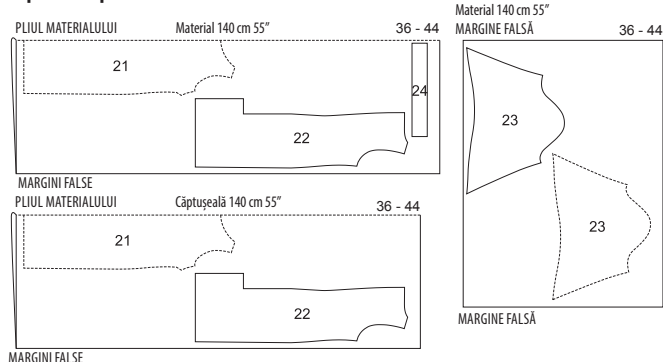 PLIUL MATERIALULUI Material 140 cm 55” 36 - 44
21
24
22
MARGINI FALSE
PLIUL MATERIALULUI Căptușeală 140 cm 55” 36 - 44
21
22
MARGINI FALSE
Material 140 cm 55”
MARGINE FALSĂ 36 - 44
23
23
MARGINE FALSĂ